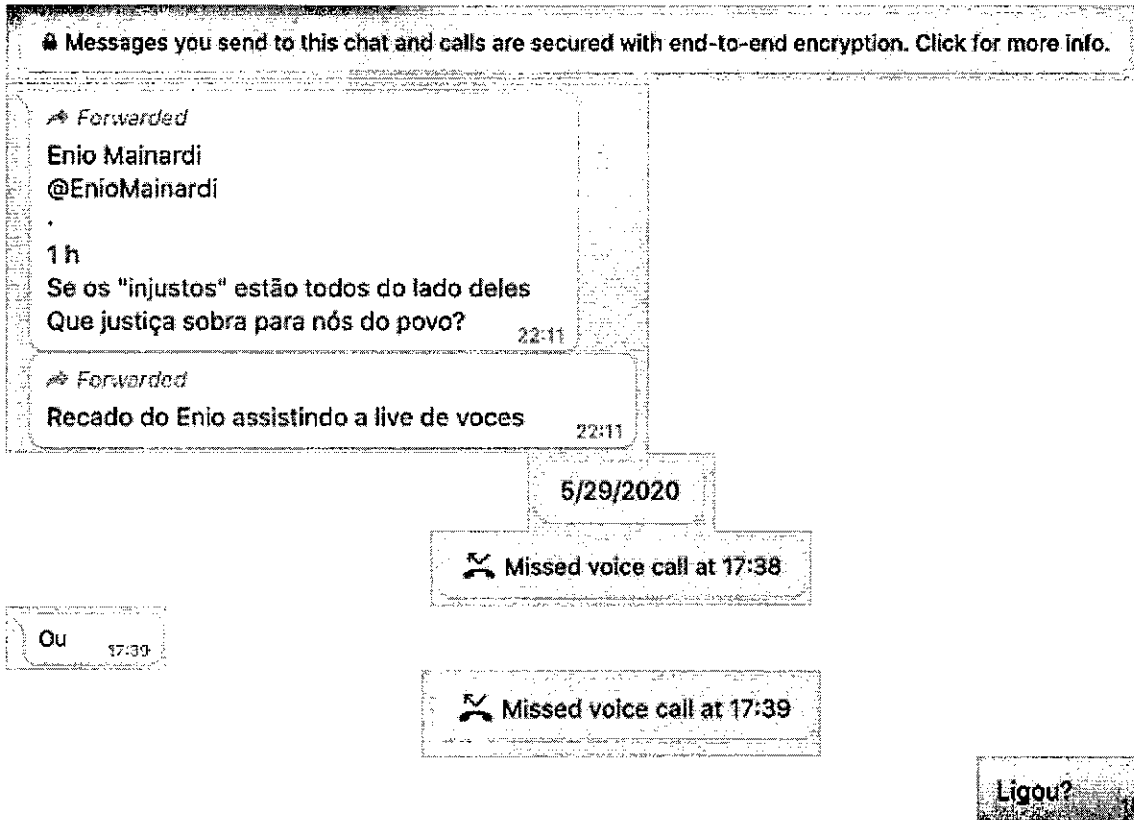 Messages you send to this chat and calls are secured with end-to-end encryption. Click for more info.
Forwarded
Enio Mainardi
@EnioMainardi
.
1 h
Se os "injustos" estão todos do lado deles
Que justiça sobra para nós do povo?
22:11
Forwarded
Recado do Enio assistindo a live de voces
22:11
5/29/2020
Missed voice call at 17:38
Ou
17:39
Missed voice call at 17:39
Ligou?